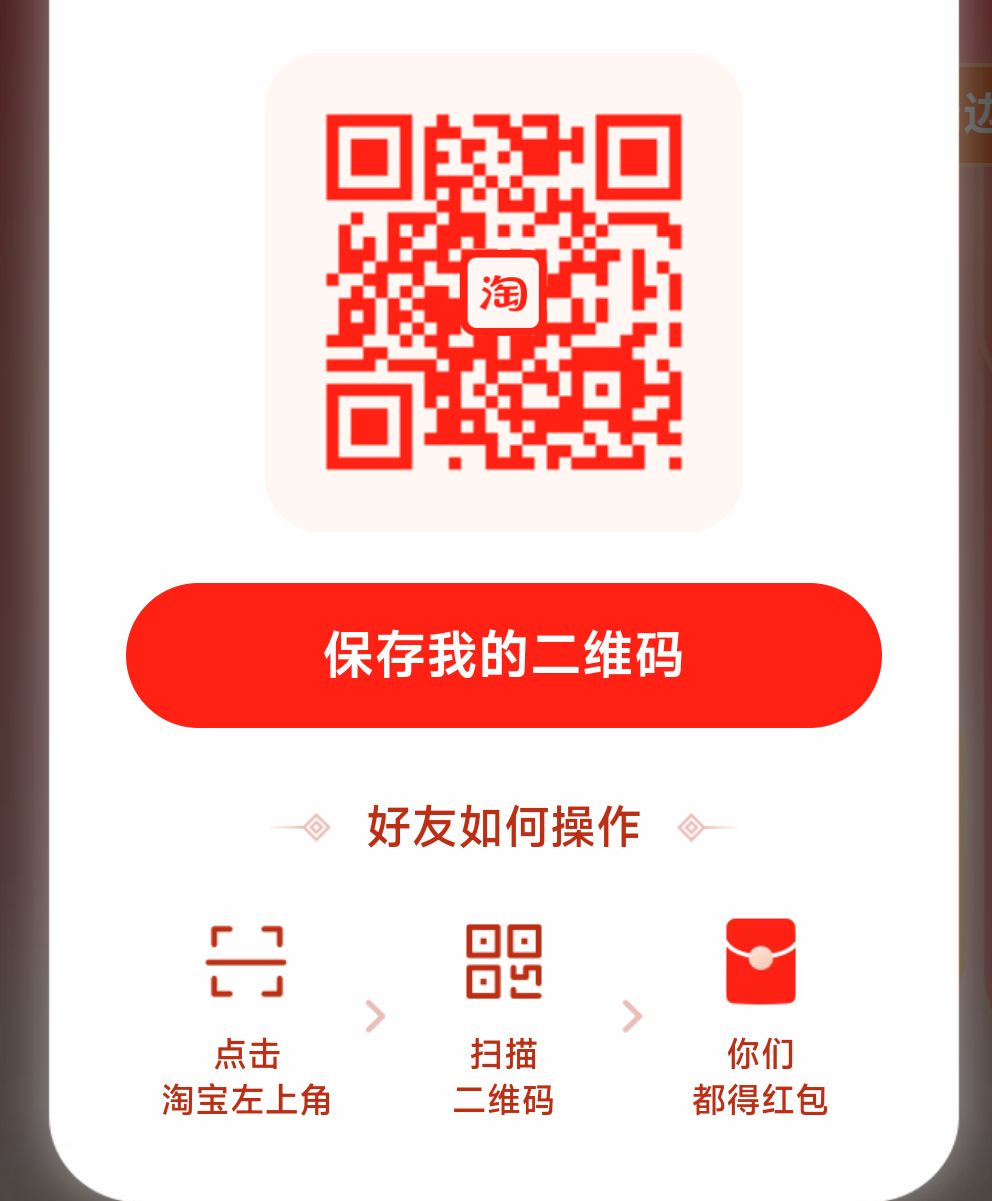 边
淘
保存我的二维码
好友如何操作
点击
淘宝左上角
扫描
二维码
你们
都得红包